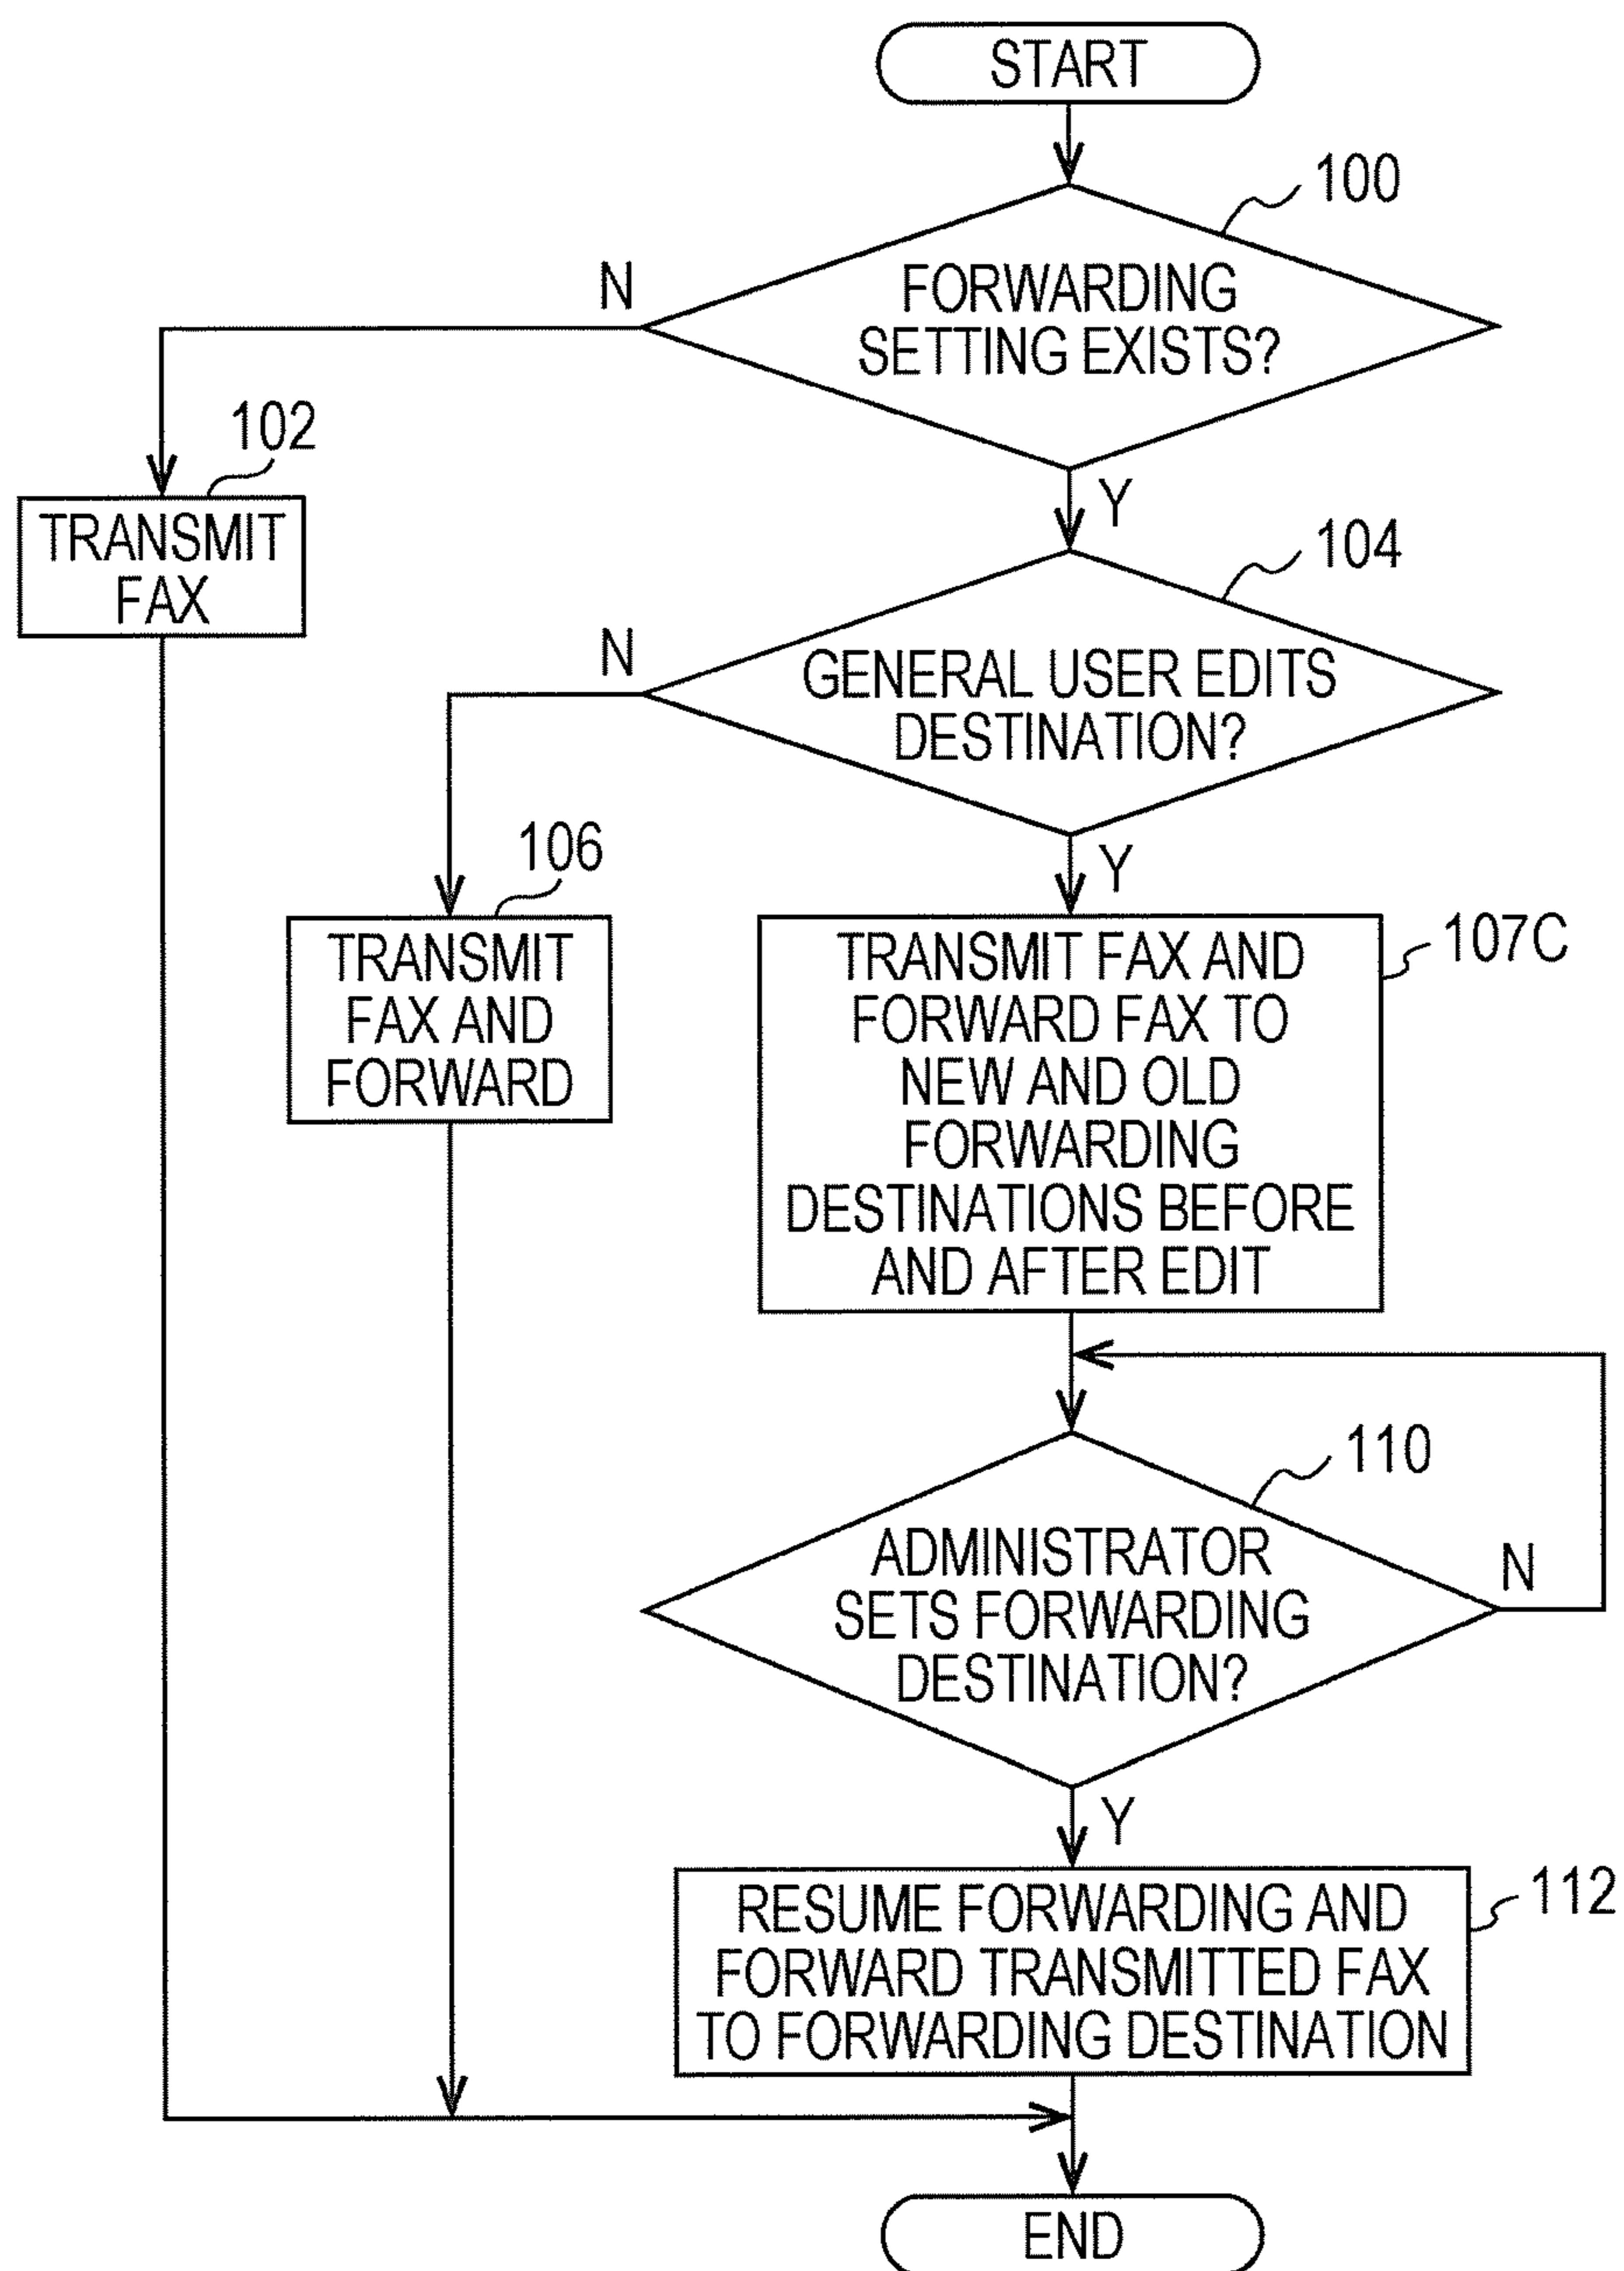 START
100
FORWARDING
SETTING EXISTS?
N
Y
102
TRANSMIT
FAX
104
GENERAL USER EDITS
DESTINATION?
N
Y
106
TRANSMIT
FAX AND
FORWARD
107C
TRANSMIT FAX AND
FORWARD FAX TO
NEW AND OLD
FORWARDING
DESTINATIONS BEFORE
AND AFTER EDIT
110
ADMINISTRATOR
SETS FORWARDING
DESTINATION?
N
Y
112
RESUME FORWARDING AND
FORWARD TRANSMITTED FAX
TO FORWARDING DESTINATION
END